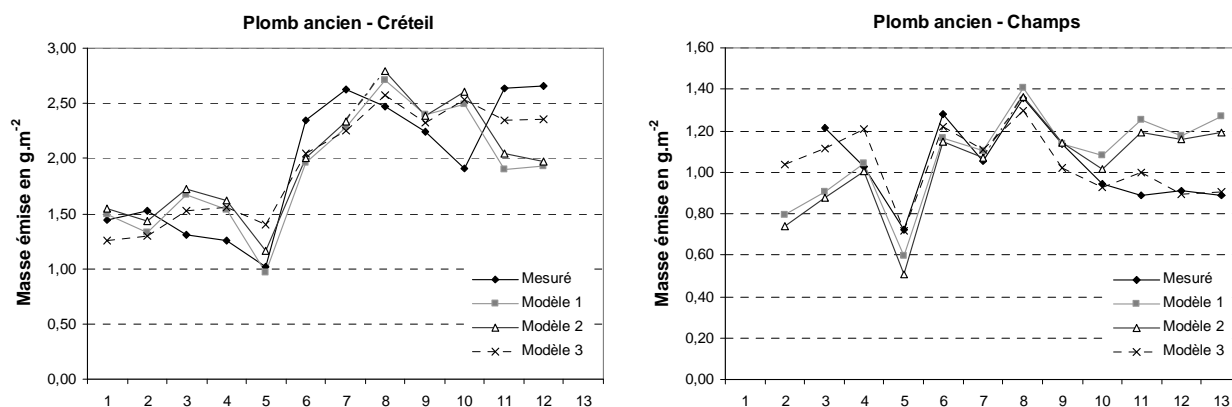 Plomb ancien - Créteil
Masse émise en g.m-2
3,00
2,50
2,00
1,50
1,00
0,50
0,00
1 2 3 4 5 6 7 8 9 10 11 12 13
Mesuré
Modèle 1
Modèle 2
Modèle 3
Plomb ancien - Champs
Masse émise en g.m-2
1,60
1,40
1,20
1,00
0,80
0,60
0,40
0,20
0,00
1 2 3 4 5 6 7 8 9 10 11 12 13
Mesuré
Modèle 1
Modèle 2
Modèle 3